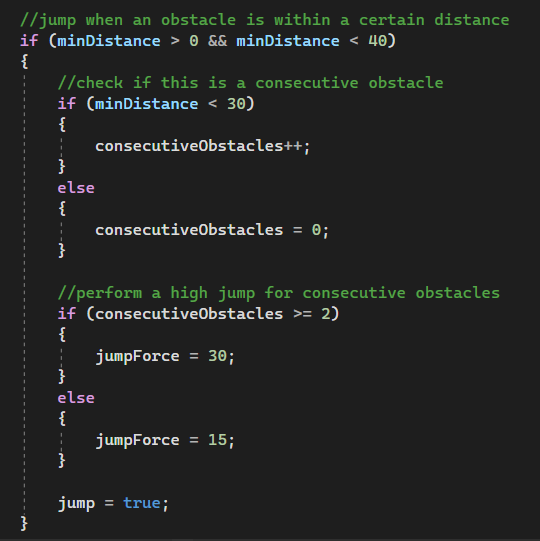 //jump when an obstacle is within a certain distance
if (minDistance > 0 && minDistance < 40)
{
    //check if this is a consecutive obstacle
    if (minDistance < 30)
    {
        consecutiveObstacles++;
    }
    else
    {
        consecutiveObstacles = 0;
    }

    //perform a high jump for consecutive obstacles
    if (consecutiveObstacles >= 2)
    {
        jumpForce = 30;
    }
    else
    {
        jumpForce = 15;
    }

    jump = true;
}